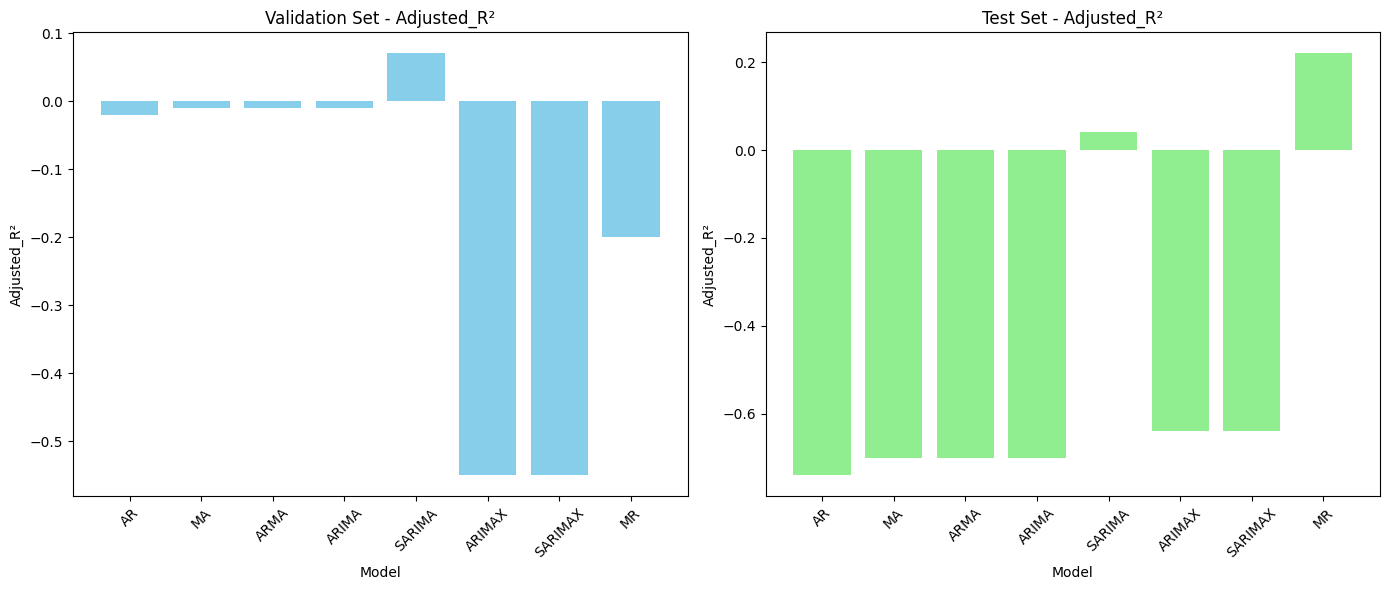 Validation Set - Adjusted_R²
Adjusted_R²
0.1
0.0
−0.1
−0.2
−0.3
−0.4
−0.5
AR
MA
ARMA
ARIMA
SARIMA
ARIMAX
SARIMAX
MR
Model
Test Set - Adjusted_R²
Adjusted_R²
0.2
0.0
−0.2
−0.4
−0.6
AR
MA
ARMA
ARIMA
SARIMA
ARIMAX
SARIMAX
MR
Model